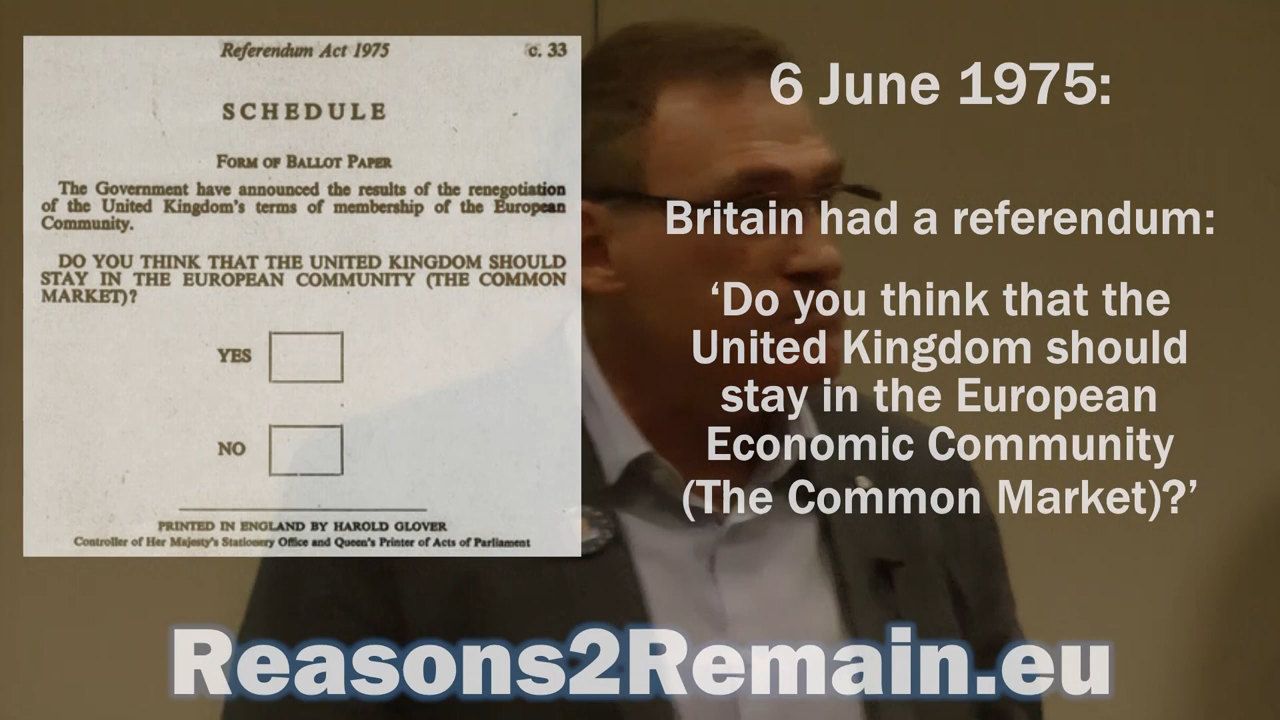 Referendum Act 1975 c. 33
SCHEDULE
FORM OF BALLOT PAPER
The Government have announced the results of the renegotiation
of the United Kingdom's terms of membership of the European
Community.
DO YOU THINK THAT THE UNITED KINGDOM SHOULD
STAY IN THE EUROPEAN COMMUNITY (THE COMMON
MARKET)?
YES
NO
PRINTED IN ENGLAND BY HAROLD GLOVER
Controller of Her Majesty's Stationery Office and Queen's Printer of Acts of Parliament
6 June 1975:
Britain had a referendum:
‘Do you think that the
United Kingdom should
stay in the European
Economic Community
(The Common Market)?’
Reasons2Remain.eu